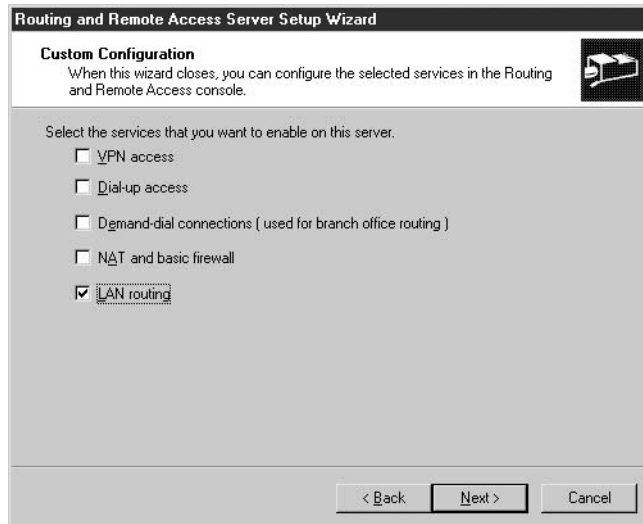 Routing and Remote Access Server Setup Wizard
Custom Configuration
When this wizard closes, you can configure the selected services in the Routing
and Remote Access console.
Select the services that you want to enable on this server.
VPN access
Dial-up access
Demand-dial connections ( used for branch office routing )
NAT and basic firewall
LAN routing
< Back
Next >
Cancel